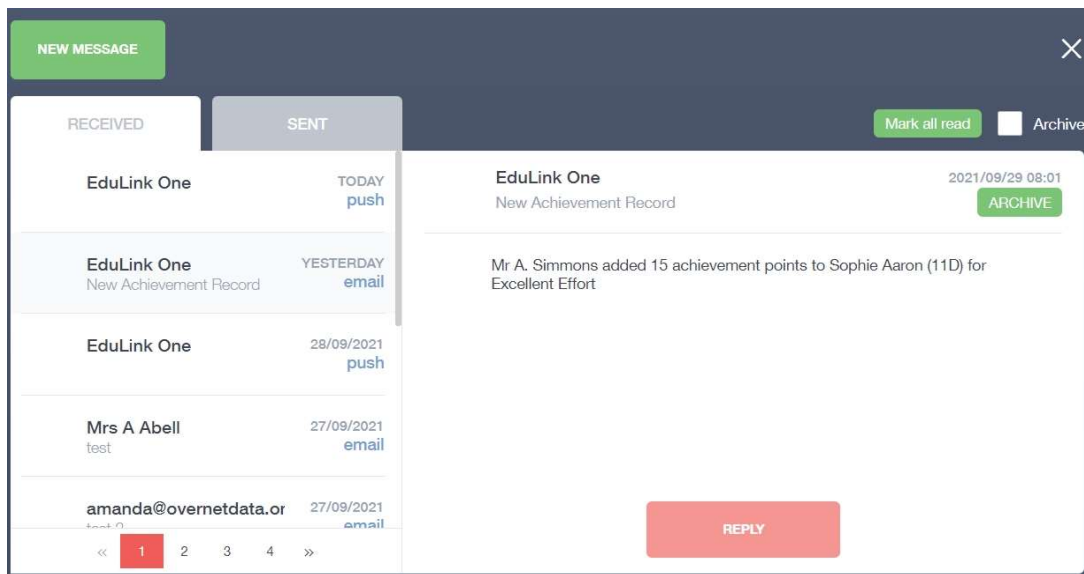 NEW MESSAGE
RECEIVED
SENT
Mark all read
Archive
EduLink One
TODAY
push
EduLink One
YESTERDAY
New Achievement Record
email
EduLink One
28/09/2021
push
Mrs A Abell
27/09/2021
test
email
amanda@overnetdata.or
27/09/2021
test 2
email
« 1 2 3 4 »
EduLink One
2021/09/29 08:01
New Achievement Record
ARCHIVE
Mr A. Simmons added 15 achievement points to Sophie Aaron (11D) for
Excellent Effort
REPLY